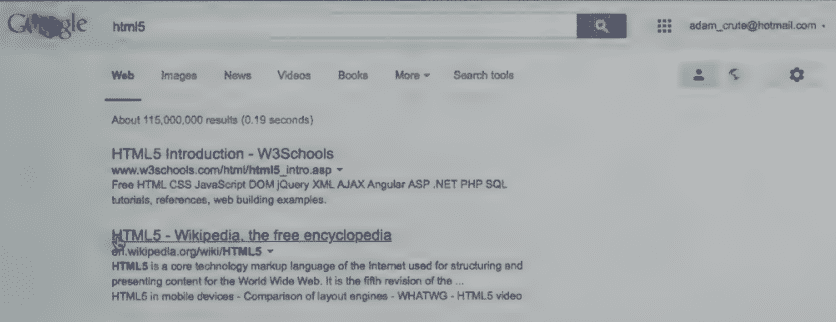 Google html5 adam_crute@hotmail.com
Web Images News Videos Books More Search tools
About 115,000,000 results (0.19 seconds)
HTML5 Introduction - W3Schools
www.w3schools.com/html/html5_intro.asp
Free HTML CSS JavaScript DOM jQuery XML AJAX Angular ASP .NET PHP SQL
tutorials, references, web building examples.
HTML5 - Wikipedia, the free encyclopedia
en.wikipedia.org/wiki/HTML5
HTML5 is a core technology markup language of the Internet used for structuring and
presenting content for the World Wide Web. It is the fifth revision of the ...
HTML5 in mobile devices - Comparison of layout engines - WHATWG - HTML5 video